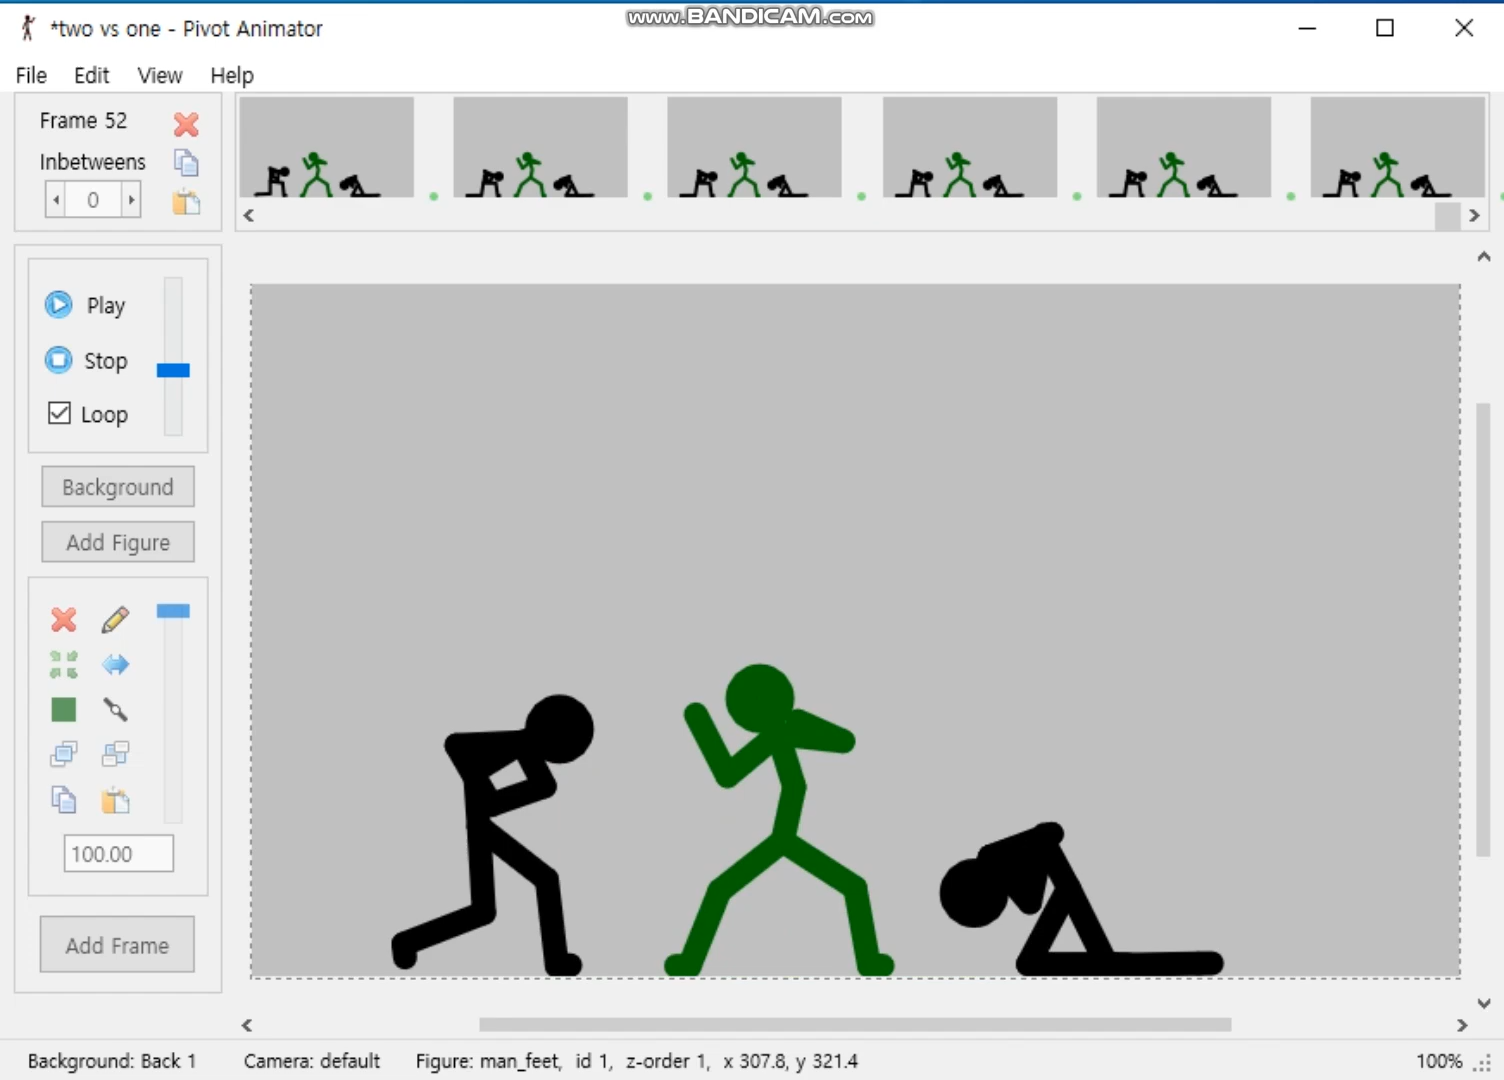 www.BANDICAM.com
*two vs one - Pivot Animator
File Edit View Help
Frame 52
Inbetweens
0
Play
Stop
Loop
Background
Add Figure
100.00
Add Frame
Background: Back 1 Camera: default Figure: man_feet, id 1, z-order 1, x 307.8, y 321.4 100%